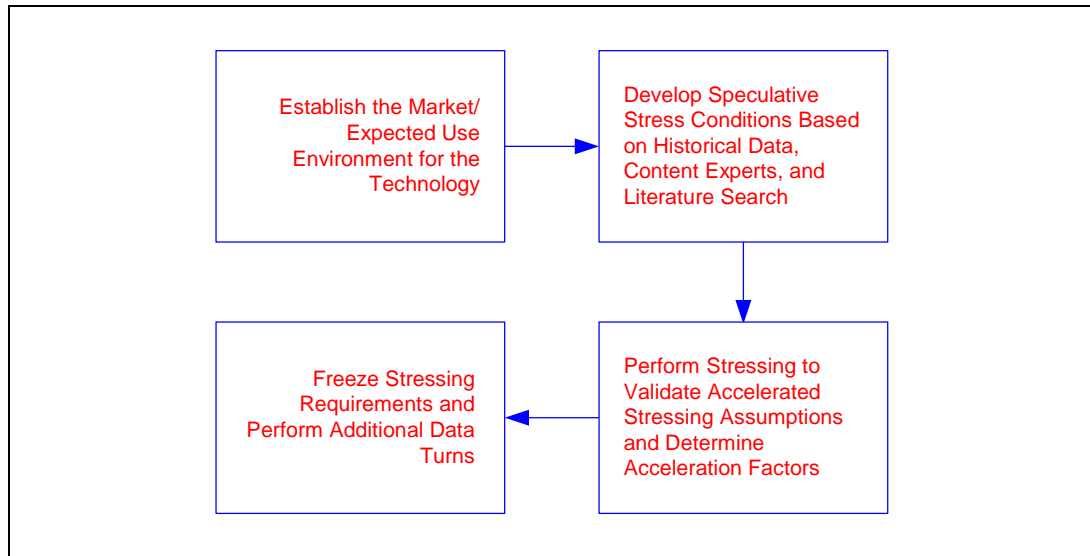 Establish the Market/
Expected Use
Environment for the
Technology
Develop Speculative
Stress Conditions Based
on Historical Data,
Content Experts, and
Literature Search
Perform Stressing to
Validate Accelerated
Stressing Assumptions
and Determine
Acceleration Factors
Freeze Stressing
Requirements and
Perform Additional Data
Turns